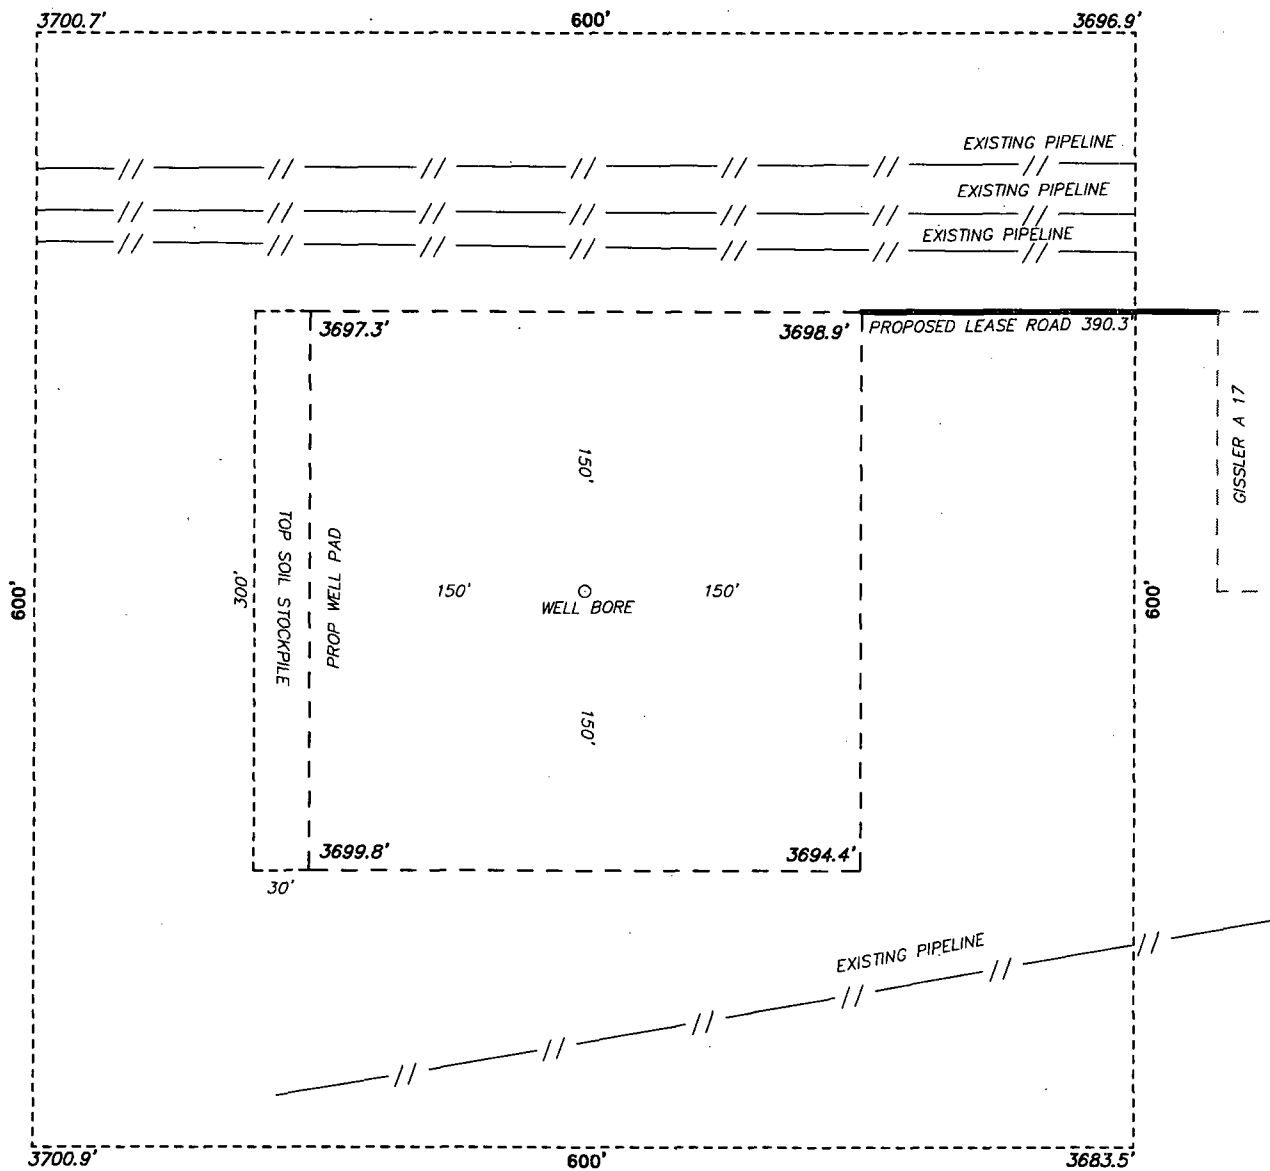 3700.7'
600'
3696.9'
EXISTING PIPELINE
EXISTING PIPELINE
EXISTING PIPELINE
3697.3'
3698.9'
PROPOSED LEASE ROAD 390.3'
GISSLER A 17
150'
600'
300'
TOP SOIL STOCKPILE
PROP WELL PAD
150'
150'
WELL BORE
600'
150'
3699.8'
3694.4'
30'
EXISTING PIPELINE
3700.9'
600'
3683.5'